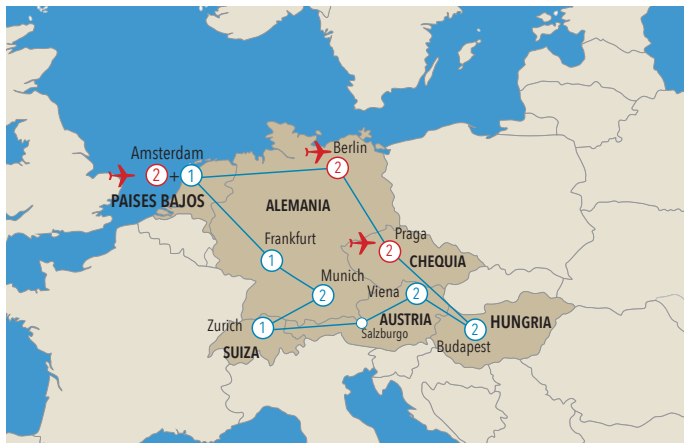 Amsterdam
2 + 1
PAISES BAJOS
Berlin
2
ALEMANIA
Frankfurt
1
Praga
2
CHEQUIA
Munich
2
Viena
2
Zurich
1
SUIZA
AUSTRIA
Salzburgo
HUNGRIA
2
Budapest